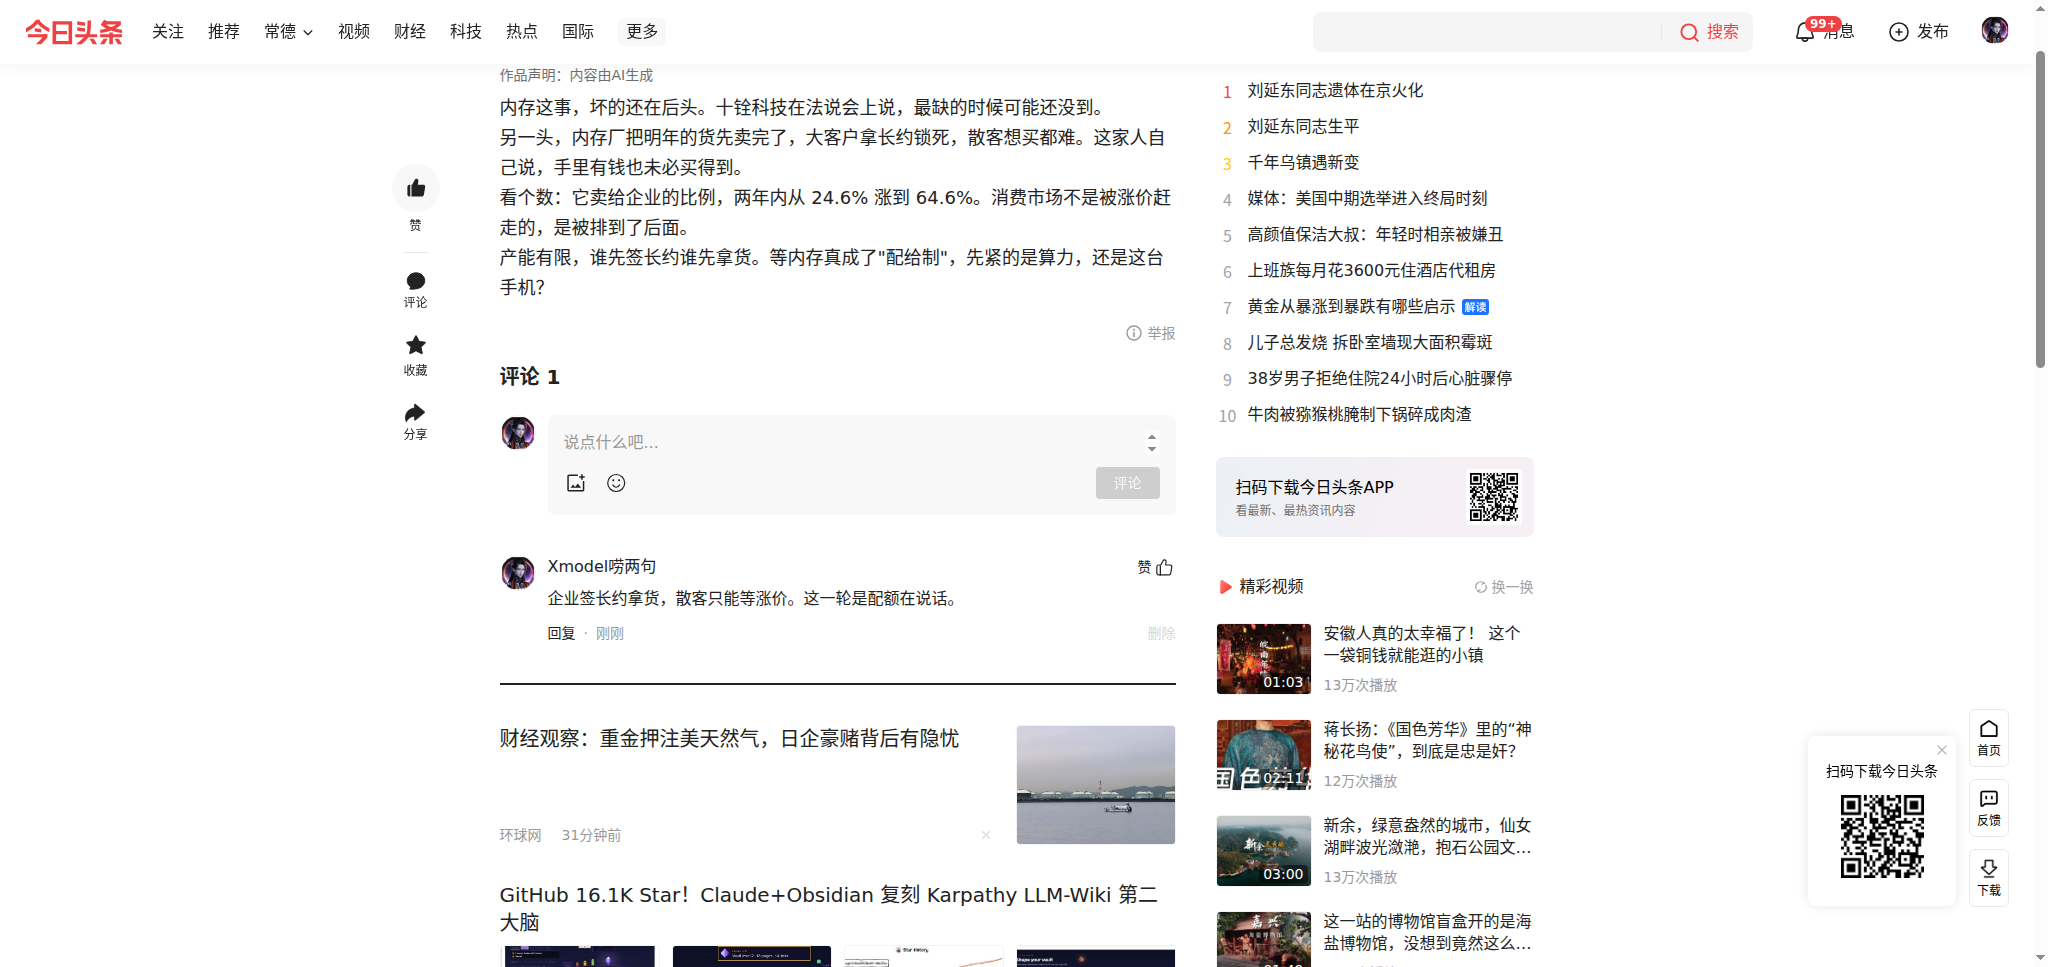 今日头条
关注
推荐
常德
视频
财经
科技
热点
国际
更多
搜索
99+
消息
发布
作品声明：内容由AI生成
内存这事，坏的还在后头。十铨科技在法说会上说，最缺的时候可能还没到。
另一头，内存厂把明年的货先卖完了，大客户拿长约锁死，散客想买都难。这家人自
己说，手里有钱也未必买得到。
看个数：它卖给企业的比例，两年内从 24.6% 涨到 64.6%。消费市场不是被涨价赶
走的，是被排到了后面。
产能有限，谁先签长约谁先拿货。等内存真成了"配给制"，先紧的是算力，还是这台
手机？
赞
评论
收藏
分享
举报
评论 1
说点什么吧...
评论
Xmodel唠两句
赞
企业签长约拿货，散客只能等涨价。这一轮是配额在说话。
回复 · 刚刚
删除
财经观察：重金押注美天然气，日企豪赌背后有隐忧
环球网 31分钟前
GitHub 16.1K Star！Claude+Obsidian 复刻 Karpathy LLM-Wiki 第二
大脑
1 刘延东同志遗体在京火化
2 刘延东同志生平
3 千年乌镇遇新变
4 媒体：美国中期选举进入终局时刻
5 高颜值保洁大叔：年轻时相亲被嫌丑
6 上班族每月花3600元住酒店代租房
7 黄金从暴涨到暴跌有哪些启示 解读
8 儿子总发烧 拆卧室墙现大面积霉斑
9 38岁男子拒绝住院24小时后心脏骤停
10 牛肉被猕猴桃腌制下锅碎成肉渣
扫码下载今日头条APP
看最新、最热资讯内容
精彩视频
换一换
01:03
安徽人真的太幸福了！ 这个
一袋铜钱就能逛的小镇
13万次播放
国色芳华
02:11
蒋长扬：《国色芳华》里的“神
秘花鸟使”，到底是忠是奸？
12万次播放
新余
03:00
新余，绿意盎然的城市，仙女
湖畔波光潋滟，抱石公园文...
13万次播放
嘉兴
这一站的博物馆盲盒开的是海
盐博物馆，没想到竟然这么...
扫码下载今日头条
首页
反馈
下载